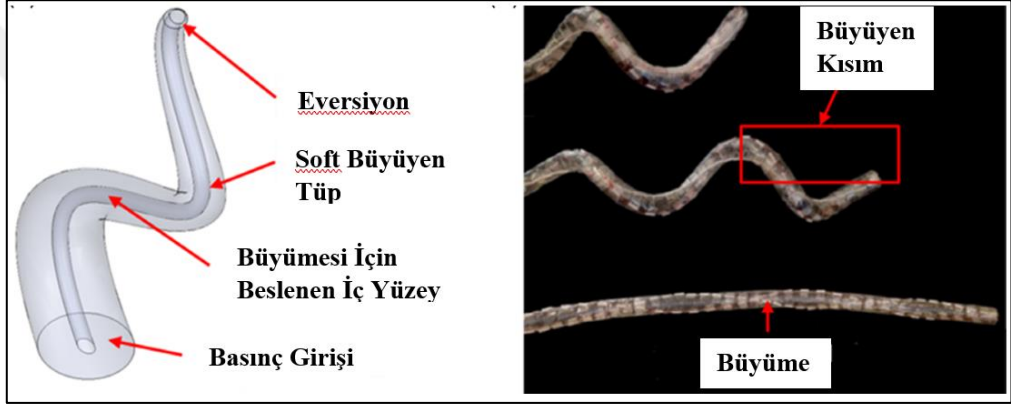 Eversiyon
Soft Büyüyen
Tüp
Büyümesi İçin
Beslenen İç Yüzey
Basınç Girişi
Büyüyen
Kısım
Büyüme